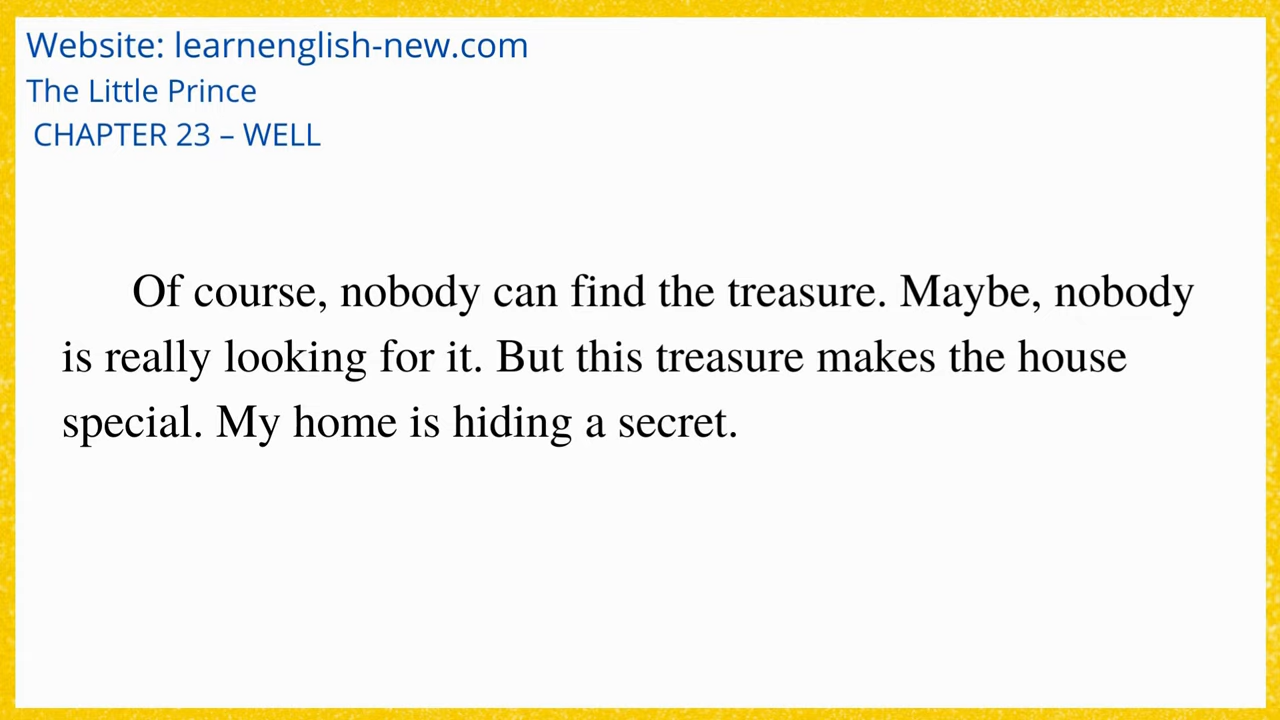 Website: learnenglish-new.com
The Little Prince
CHAPTER 23 – WELL
Of course, nobody can find the treasure. Maybe, nobody
is really looking for it. But this treasure makes the house
special. My home is hiding a secret.